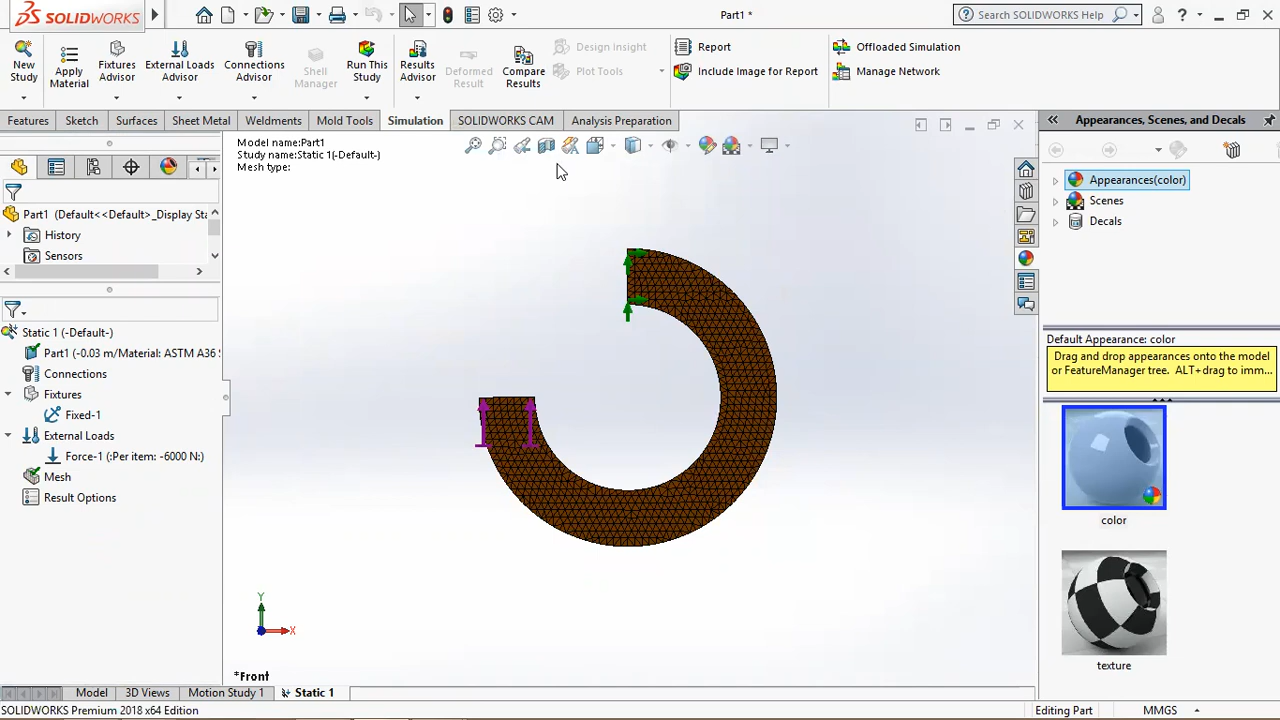 SOLIDWORKS
Part1 *
Search SOLIDWORKS Help
New Study
Apply Material
Fixtures Advisor
External Loads Advisor
Connections Advisor
Shell Manager
Run This Study
Results Advisor
Deformed Result
Compare Results
Design Insight
Plot Tools
Report
Include Image for Report
Offloaded Simulation
Manage Network
Features
Sketch
Surfaces
Sheet Metal
Weldments
Mold Tools
Simulation
SOLIDWORKS CAM
Analysis Preparation
Model name:Part1
Study name:Static 1(-Default-)
Mesh type:
Part1 (Default<<Default>_Display Sta
History
Sensors
Static 1 (-Default-)
Part1 (-0.03 m/Material: ASTM A36
Connections
Fixtures
Fixed-1
External Loads
Force-1 (:Per item: -6000 N:)
Mesh
Result Options
Y
X
*Front
Appearances, Scenes, and Decals
Appearances(color)
Scenes
Decals
Default Appearance: color
Drag and drop appearances onto the model
or FeatureManager tree. ALT+drag to imm...
color
texture
Model
3D Views
Motion Study 1
Static 1
SOLIDWORKS Premium 2018 x64 Edition
Editing Part
MMGS